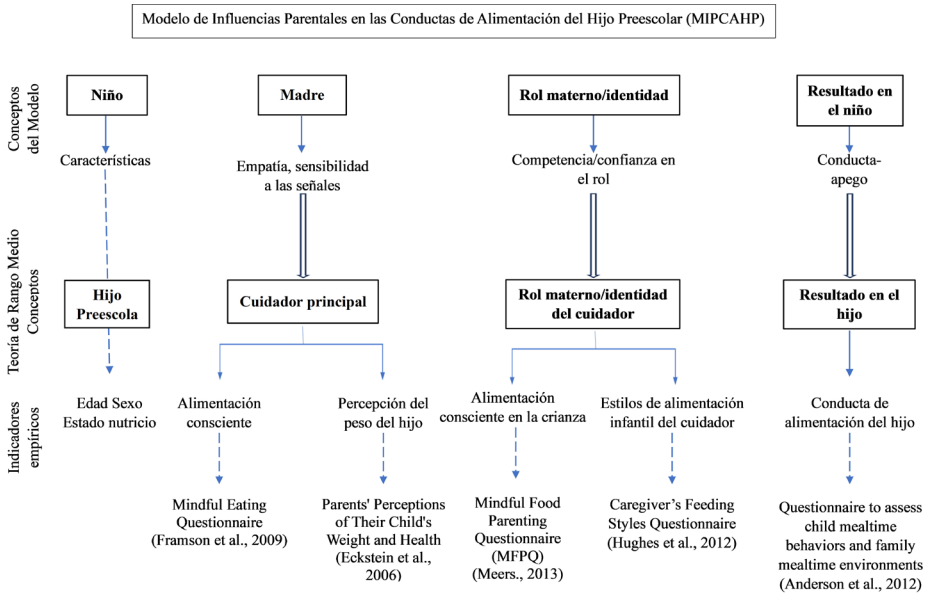 Modelo de Influencias Parentales en las Conductas de Alimentación del Hijo Preescolar (MIPCAHP)
Conceptos
del Modelo
Niño
Madre
Rol materno/identidad
Resultado en
el niño
Características
Empatía, sensibilidad
a las señales
Competencia/confianza en
el rol
Conducta-
apego
Teoría de Rango Medio
Conceptos
Hijo
Preescola
Cuidador principal
Rol materno/identidad
del cuidador
Resultado en el
hijo
Indicadores
empíricos
Edad Sexo
Estado nutricio
Alimentación
consciente
Percepción del
peso del hijo
Alimentación
consciente en la crianza
Estilos de alimentación
infantil del cuidador
Conducta de
alimentación del hijo
Mindful Eating
Questionnaire
(Framson et al., 2009)
Parents' Perceptions
of Their Child's
Weight and Health
(Eckstein et al.,
2006)
Mindful Food
Parenting
Questionnaire
(MFPQ)
(Meers., 2013)
Caregiver’s Feeding
Styles Questionnaire
(Hughes et al., 2012)
Questionnaire to assess
child mealtime
behaviors and family
mealtime environments
(Anderson et al., 2012)